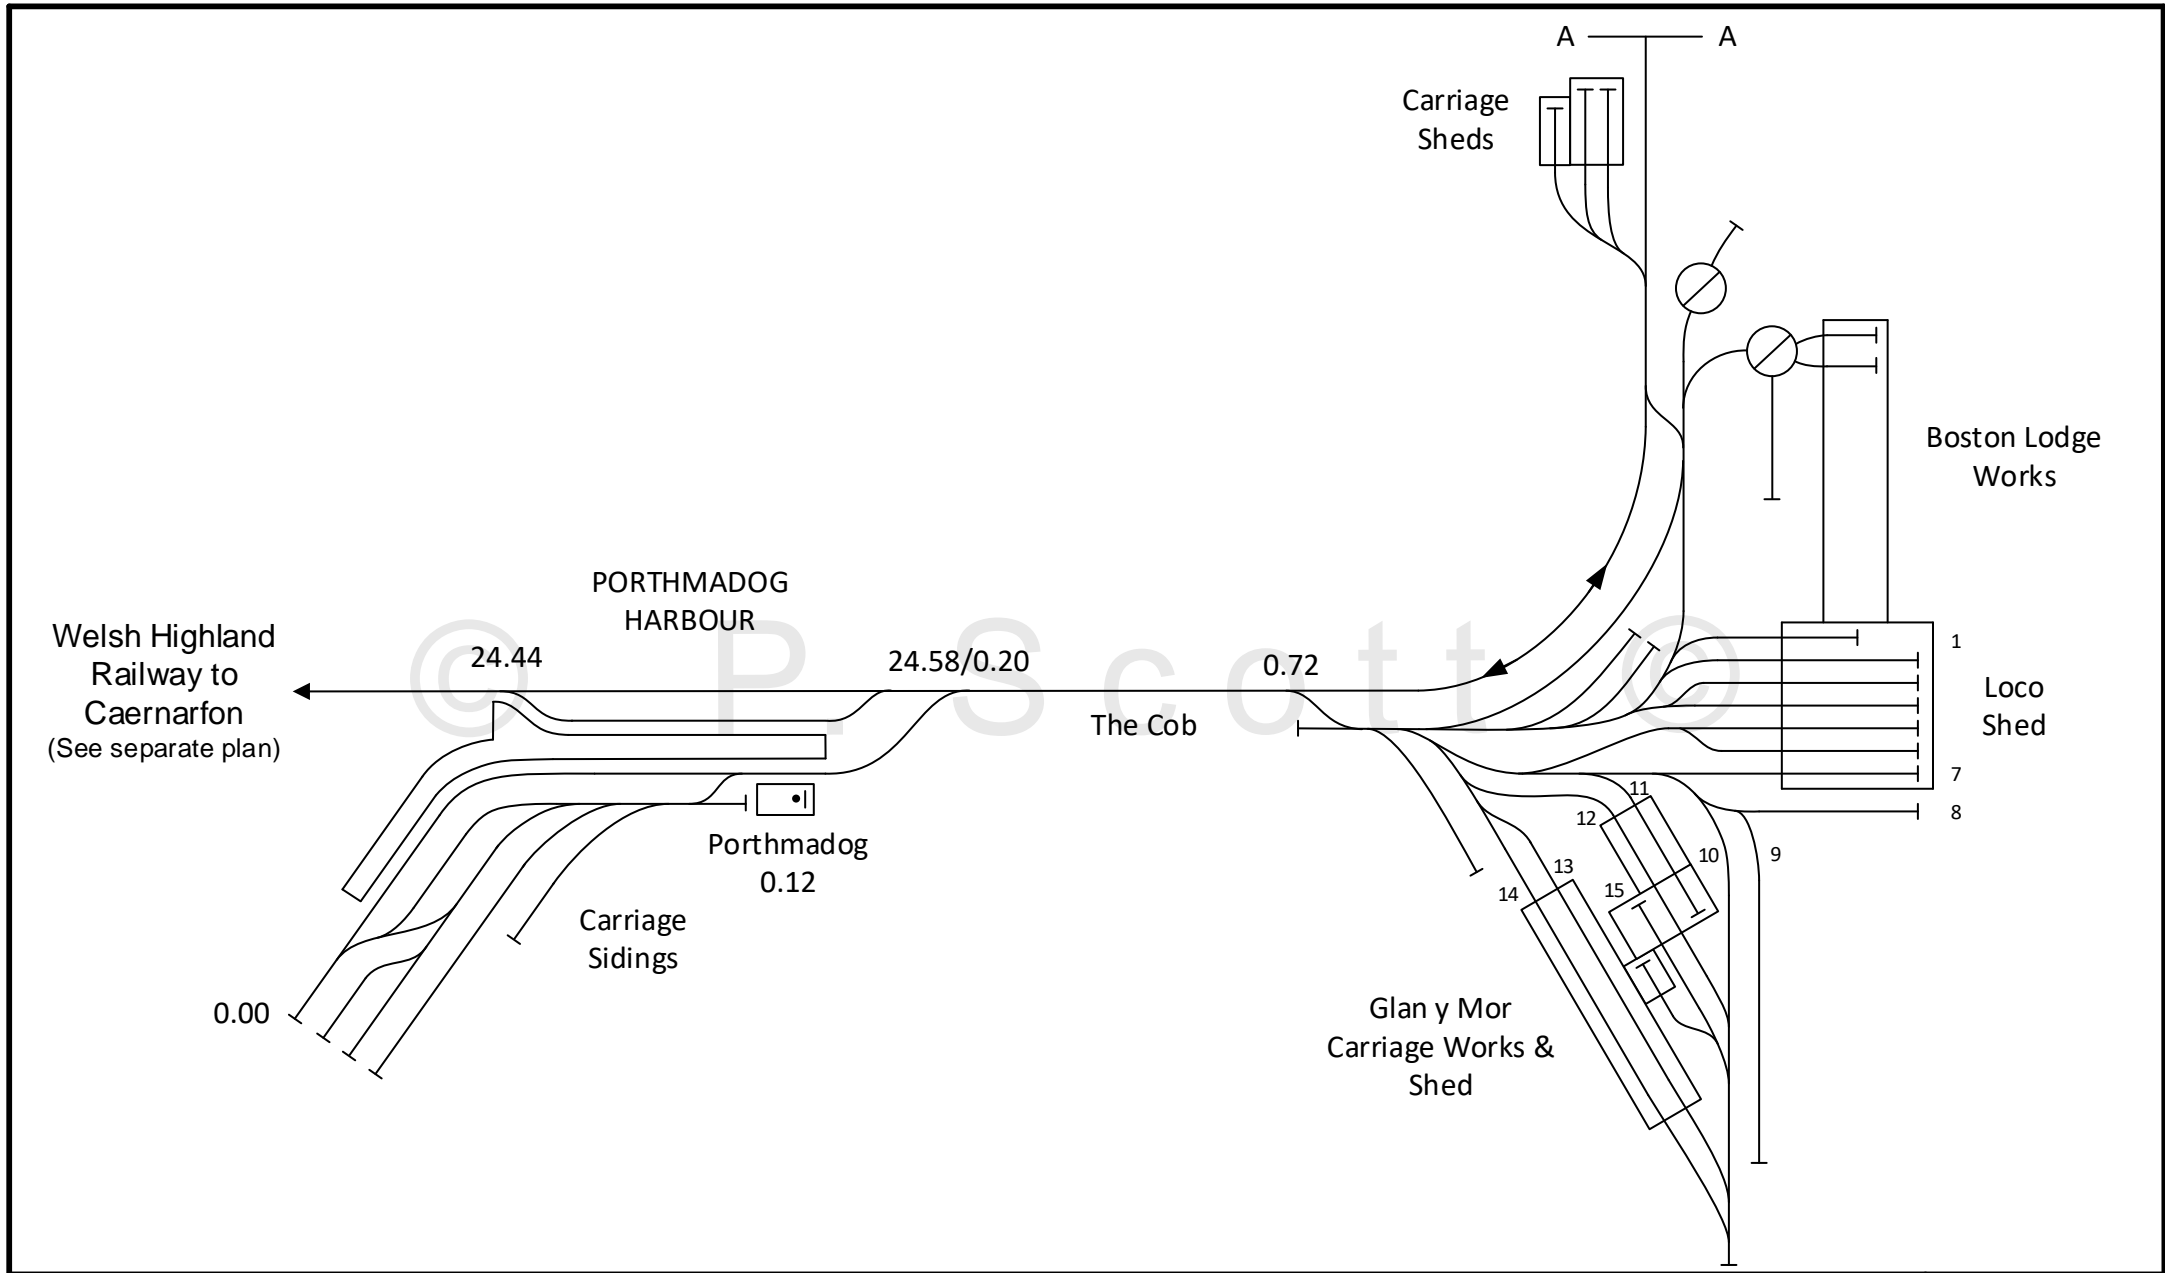 A A
Carriage
Sheds
Boston Lodge
Works
PORTHMADOG
HARBOUR
Welsh Highland
Railway to
Caernarfon
(See separate plan)
24.44
24.58/0.20
0.72
© P. Scott ©
The Cob
1
Loco
Shed
7
8
11
12
9
10
13
14
15
Porthmadog
0.12
Carriage
Sidings
0.00
Glan y Mor
Carriage Works &
Shed